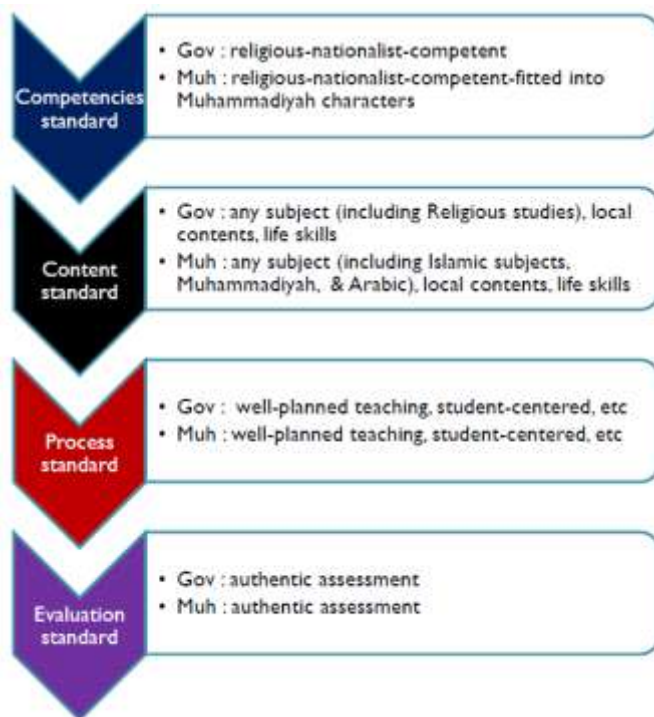 Competencies
standard
• Gov : religious-nationalist-competent
• Muh : religious-nationalist-competent-fitted into
Muhammadiyah characters
Content
standard
• Gov : any subject (including Religious studies), local
contents, life skills
• Muh : any subject (including Islamic subjects,
Muhammadiyah, & Arabic), local contents, life skills
Process
standard
• Gov : well-planned teaching, student-centered, etc
• Muh : well-planned teaching, student-centered, etc
Evaluation
standard
• Gov : authentic assessment
• Muh : authentic assessment